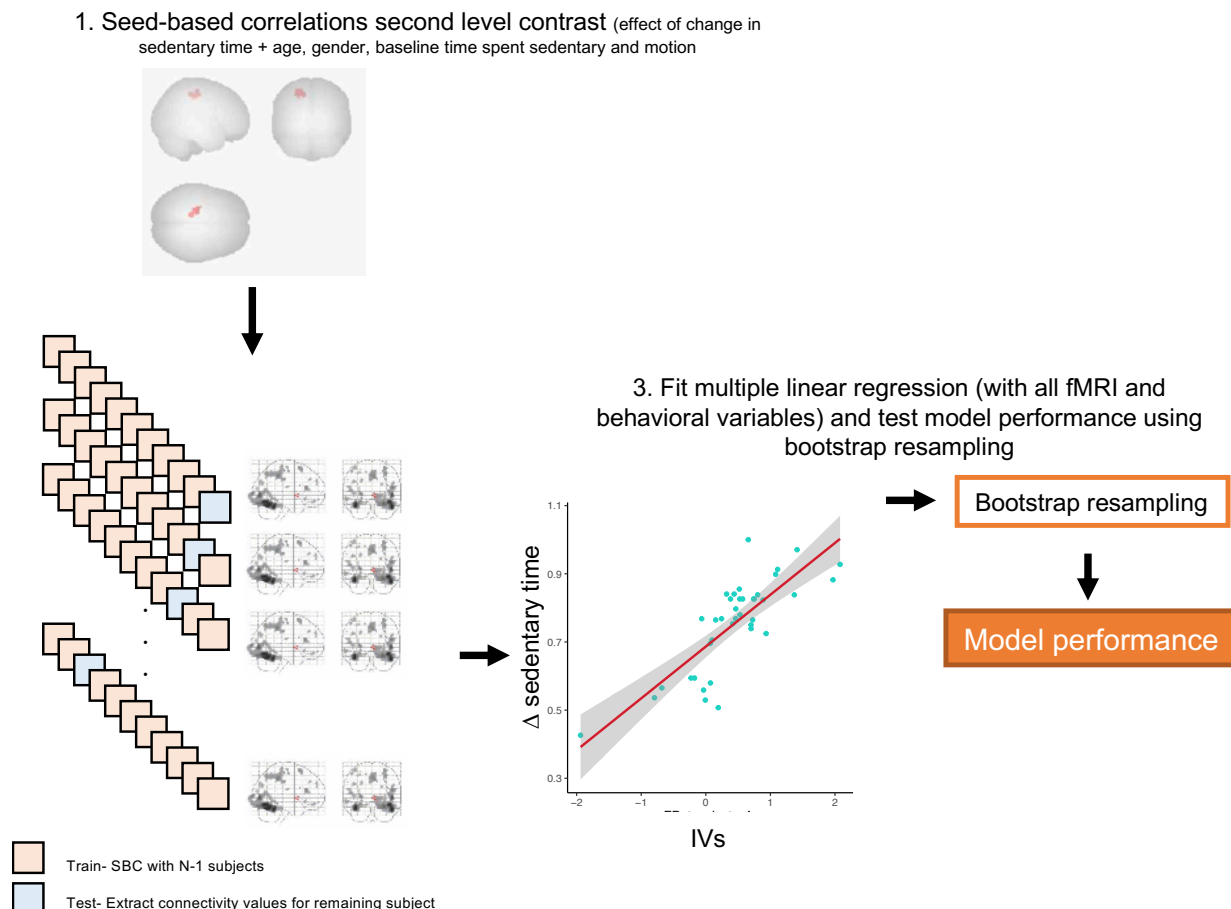 1. Seed-based correlations second level contrast (effect of change in
sedentary time + age, gender, baseline time spent sedentary and motion
3. Fit multiple linear regression (with all fMRI and
behavioral variables) and test model performance using
bootstrap resampling
Bootstrap resampling
Model performance
Δ sedentary time
1.1
0.9
0.7
0.5
0.3
−2
−1
0
1
2
IVs
Train- SBC with N-1 subjects
Test- Extract connectivity values for remaining subject